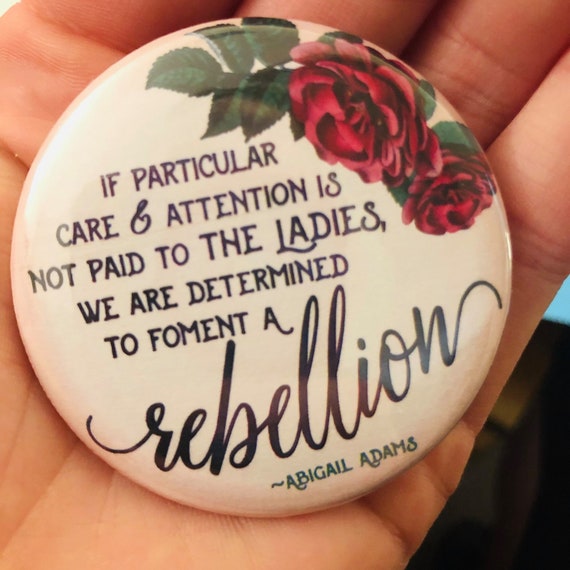 IF PARTICULAR
CARE & ATTENTION IS
NOT PAID TO THE LADIES,
WE ARE DETERMINED
TO FOMENT A
rebellion
~ABIGAIL ADAMS